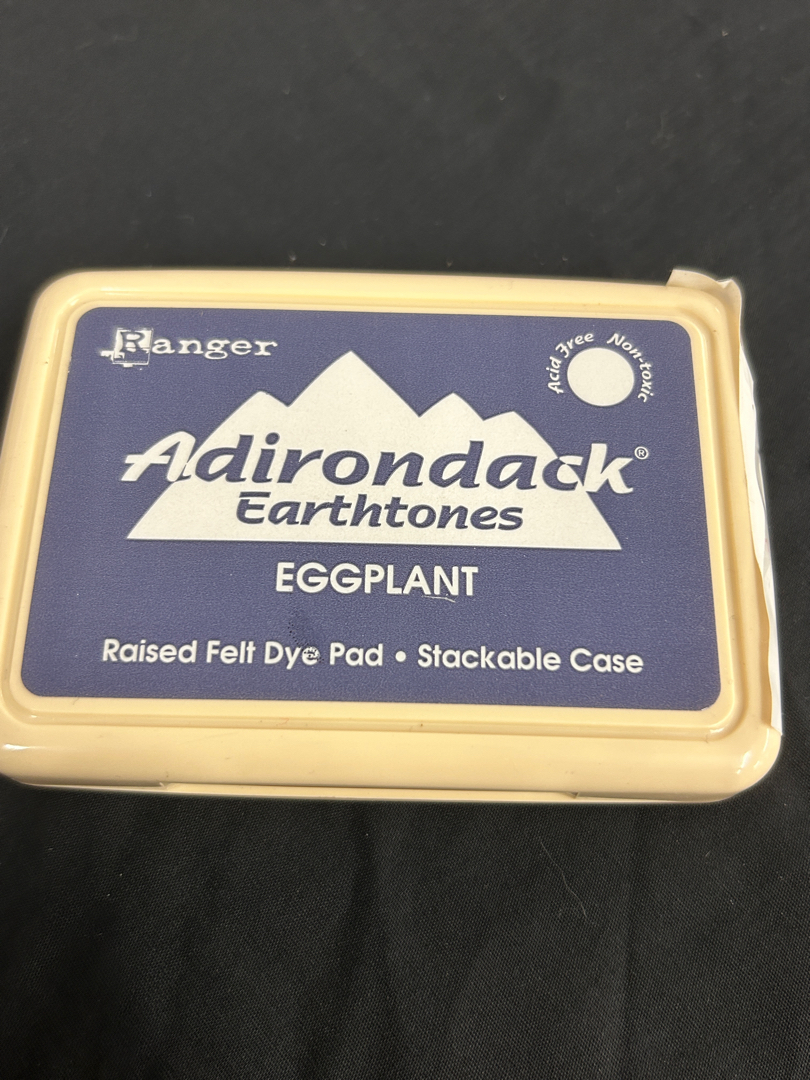 Ranger
Acid Free Non-toxic
Adirondack®
Earthtones
EGGPLANT
Raised Felt Dye Pad • Stackable Case